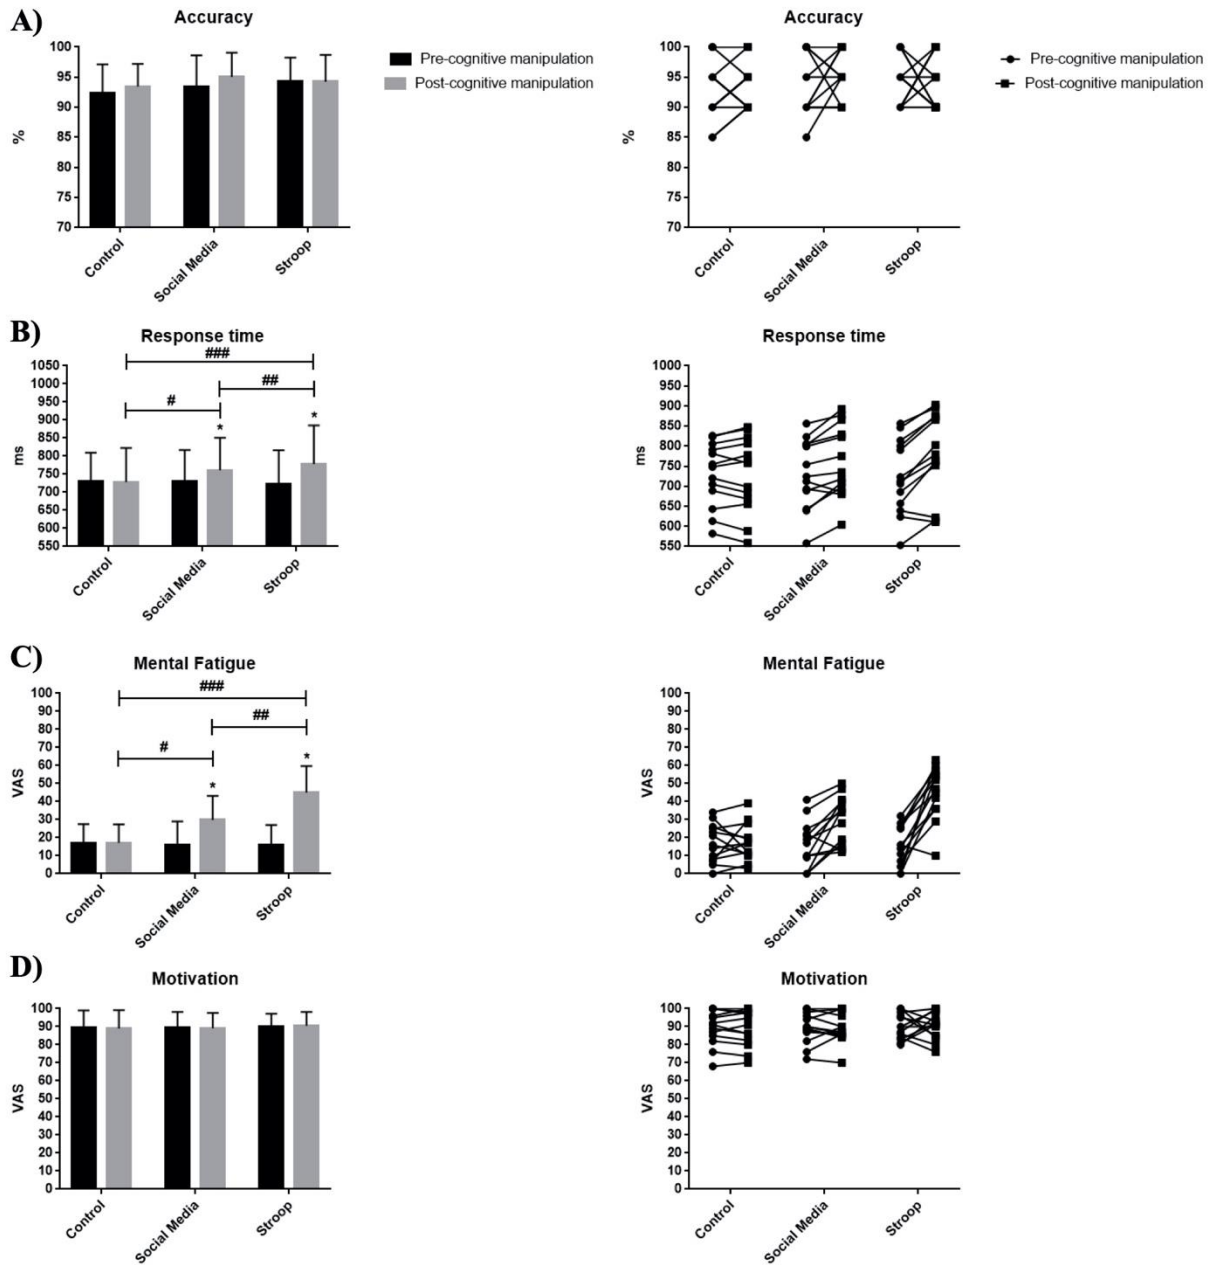 A)
Accuracy
100
95
90
85
80
75
70
%
Control
Social Media
Stroop
Pre-cognitive manipulation
Post-cognitive manipulation
Accuracy
100
95
90
85
80
75
70
%
Control
Social Media
Stroop
Pre-cognitive manipulation
Post-cognitive manipulation
B)
Response time
1050
1000
950
900
850
800
750
700
650
600
550
ms
###
##
#
*
*
Control
Social Media
Stroop
Response time
1000
950
900
850
800
750
700
650
600
550
ms
Control
Social Media
Stroop
C)
Mental Fatigue
100
90
80
70
60
50
40
30
20
10
0
VAS
###
##
#
*
*
Control
Social Media
Stroop
Mental Fatigue
100
90
80
70
60
50
40
30
20
10
0
VAS
Control
Social Media
Stroop
D)
Motivation
100
90
80
70
60
50
40
30
20
10
0
VAS
Control
Social Media
Stroop
Motivation
100
90
80
70
60
50
40
30
20
10
0
VAS
Control
Social Media
Stroop